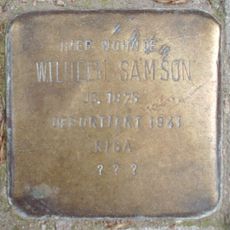 HIER WOHNTE
WILHELM SAMSON
JG. 1875
DEPORTIERT 1941
RIGA
? ? ?